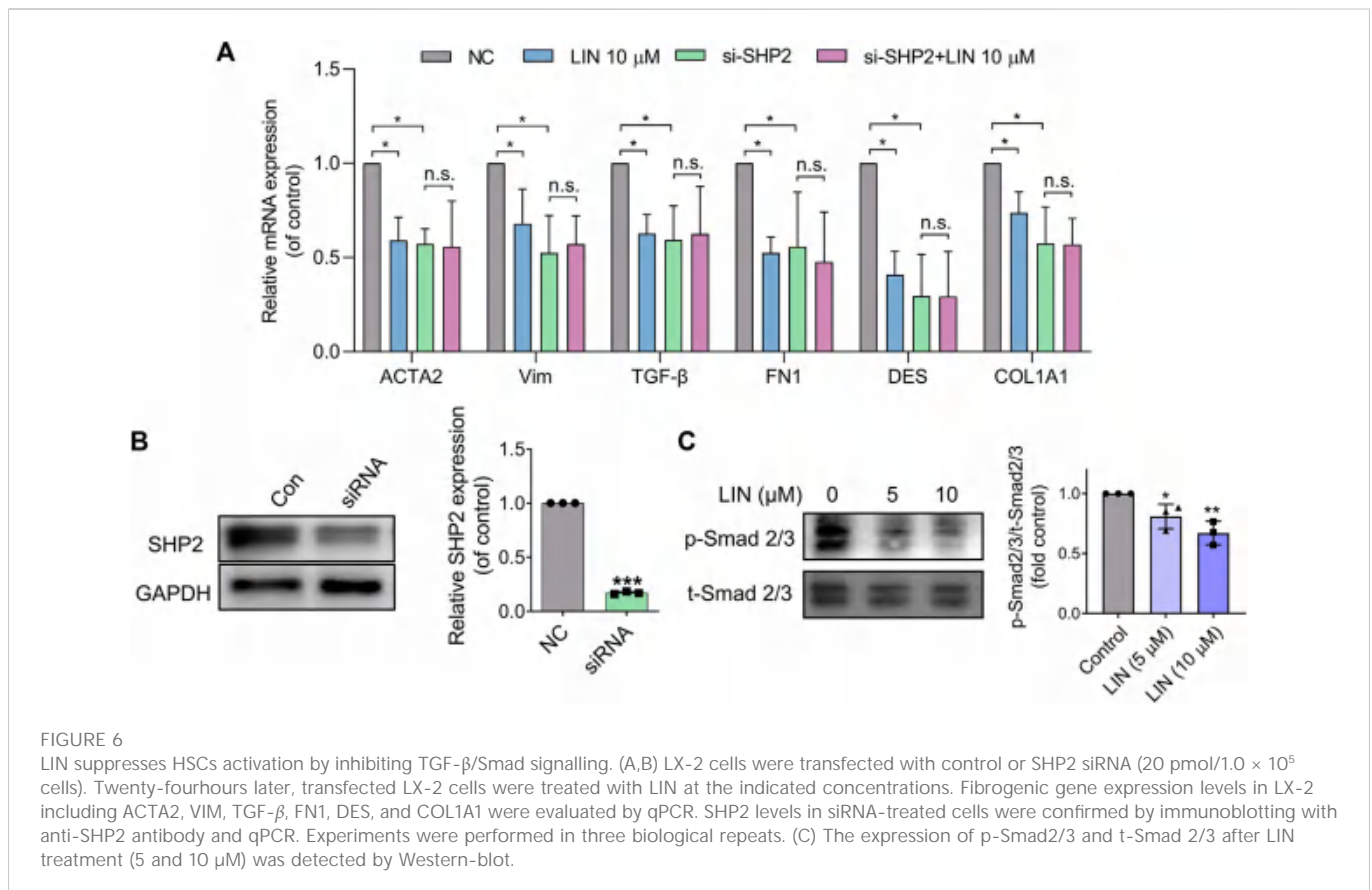 A
NC LIN 10 μM si-SHP2 si-SHP2+LIN 10 μM
Relative mRNA expression
(of control)
1.5
1.0
0.5
0.0
* * * * * *
* * * * * *
n.s. n.s. n.s. n.s. n.s. n.s.
ACTA2 Vim TGF-β FN1 DES COL1A1
B
Con siRNA
SHP2
GAPDH
Relative SHP2 expression
(of control)
1.5
1.0
0.5
0.0
***
NC siRNA
C
LIN (μM) 0 5 10
p-Smad 2/3
t-Smad 2/3
p-Smad2/3/t-Smad2/3
(fold control)
1.0
0.5
0.0
* **
Control LIN (5 μM) LIN (10 μM)
FIGURE 6
LIN suppresses HSCs activation by inhibiting TGF-β/Smad signalling. (A,B) LX-2 cells were transfected with control or SHP2 siRNA (20 pmol/1.0 × 10⁵
cells). Twenty-fourhours later, transfected LX-2 cells were treated with LIN at the indicated concentrations. Fibrogenic gene expression levels in LX-2
including ACTA2, VIM, TGF-β, FN1, DES, and COL1A1 were evaluated by qPCR. SHP2 levels in siRNA-treated cells were confirmed by immunoblotting with
anti-SHP2 antibody and qPCR. Experiments were performed in three biological repeats. (C) The expression of p-Smad2/3 and t-Smad 2/3 after LIN
treatment (5 and 10 μM) was detected by Western-blot.